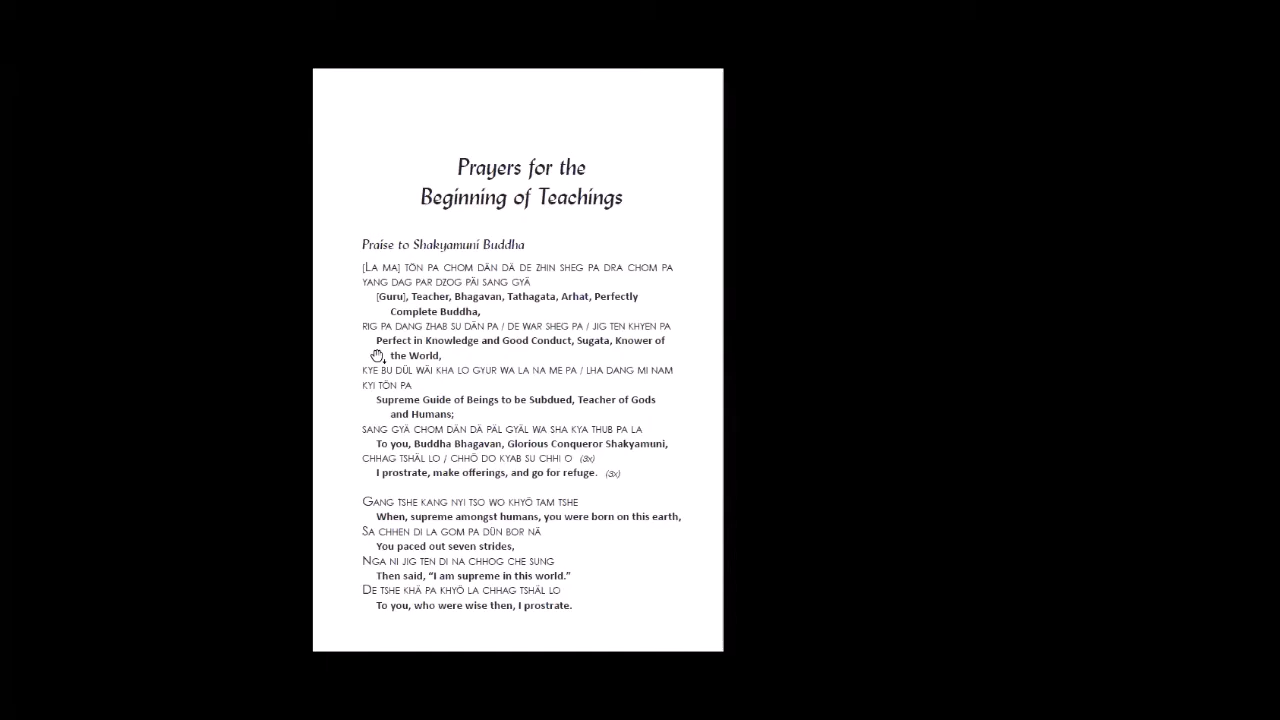 Prayers for the
Beginning of Teachings
Praise to Shakyamuni Buddha
[LA MA] TÖN PA CHOM DÄN DÄ DE ZHIN SHEG PA DRA CHOM PA
YANG DAG PAR DZOG PÄI SANG GYÄ
[Guru], Teacher, Bhagavan, Tathagata, Arhat, Perfectly
Complete Buddha,
RIG PA DANG ZHAB SU DÄN PA / DE WAR SHEG PA / JIG TEN KHYEN PA
Perfect in Knowledge and Good Conduct, Sugata, Knower of
the World,
KYE BU DÜL WÄI KHA LO GYUR WA LA NA ME PA / LHA DANG MI NAM
KYI TÖN PA
Supreme Guide of Beings to be Subdued, Teacher of Gods
and Humans;
SANG GYÄ CHOM DÄN DÄ PÄL GYÄL WA SHA KYA THUB PA LA
To you, Buddha Bhagavan, Glorious Conqueror Shakyamuni,
CHHAG TSHÄL LO / CHHÖ DO KYAB SU CHHI O (3x)
I prostrate, make offerings, and go for refuge. (3x)
GANG TSHE KANG NYI TSO WO KHYÖ TAM TSHE
When, supreme amongst humans, you were born on this earth,
SA CHHEN DI LA GOM PA DÜN BOR NÄ
You paced out seven strides,
NGA NI JIG TEN DI NA CHHOG CHE SUNG
Then said, “I am supreme in this world.”
DE TSHE KHÄ PA KHYÖ LA CHHAG TSHÄL LO
To you, who were wise then, I prostrate.